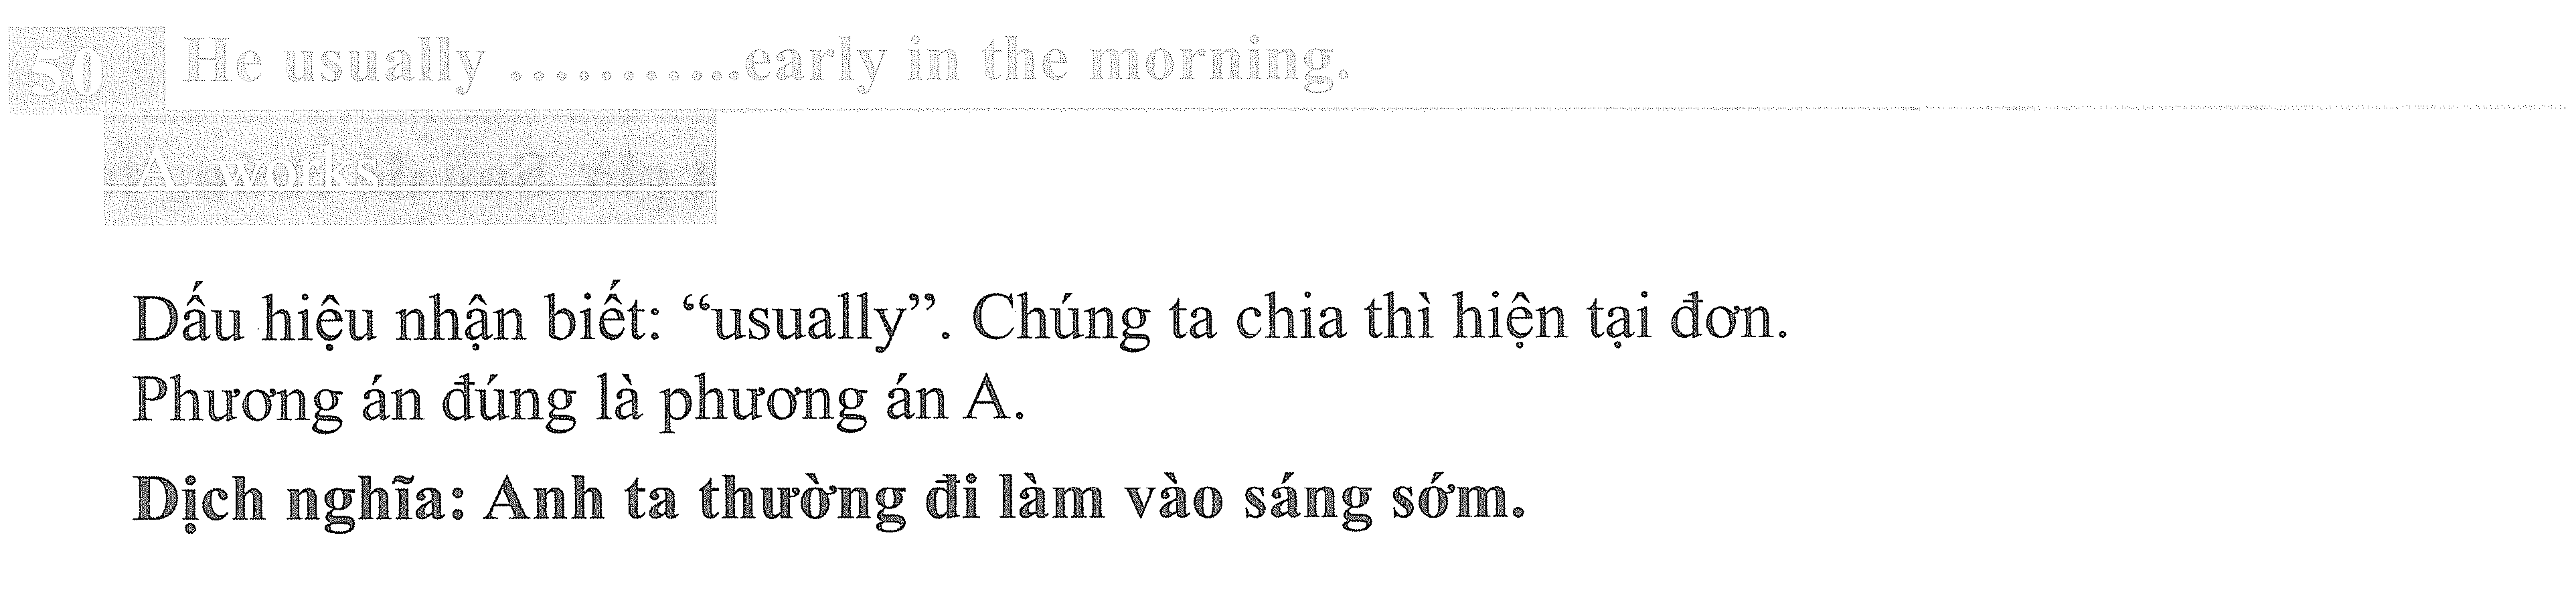 50 He usually ...........early in the morning.
A. works
Dấu hiệu nhận biết: “usually”. Chúng ta chia thì hiện tại đơn.
Phương án đúng là phương án A.
Dịch nghĩa: Anh ta thường đi làm vào sáng sớm.